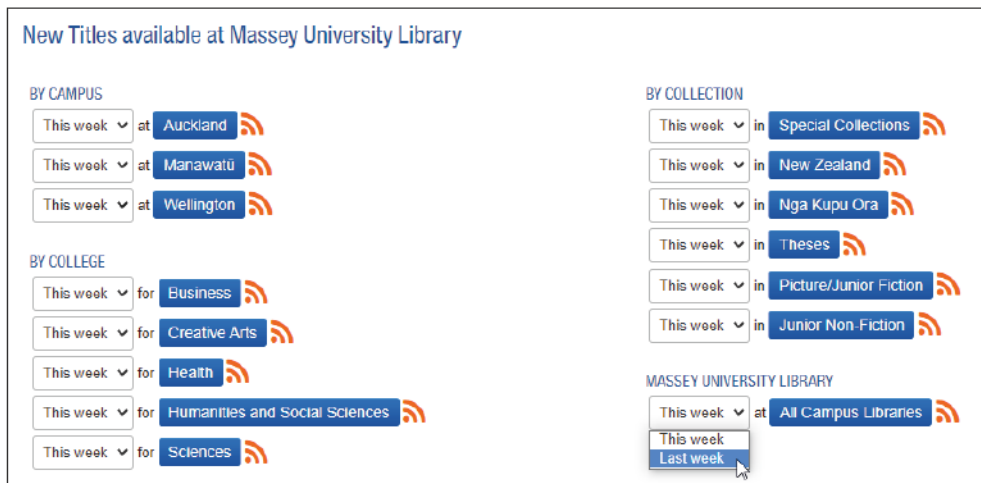 New Titles available at Massey University Library
BY CAMPUS
This week at Auckland
This week at Manawatū
This week at Wellington
BY COLLEGE
This week for Business
This week for Creative Arts
This week for Health
This week for Humanities and Social Sciences
This week for Sciences
BY COLLECTION
This week in Special Collections
This week in New Zealand
This week in Nga Kupu Ora
This week in Theses
This week in Picture/Junior Fiction
This week in Junior Non-Fiction
MASSEY UNIVERSITY LIBRARY
This week at All Campus Libraries
This week
Last week